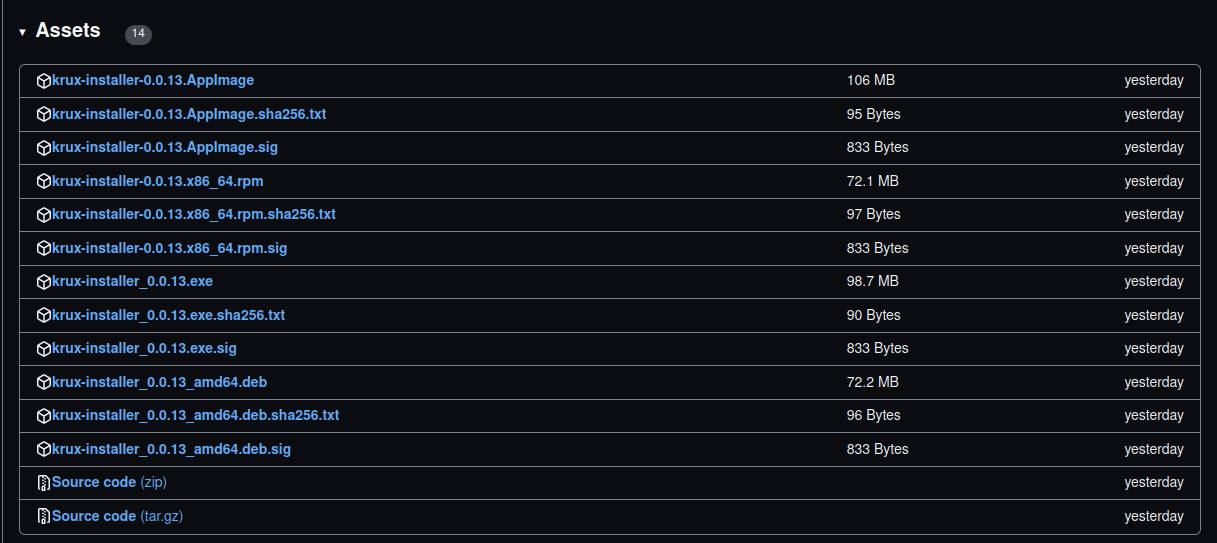 ▾ Assets 14
krux-installer-0.0.13.AppImage 106 MB yesterday
krux-installer-0.0.13.AppImage.sha256.txt 95 Bytes yesterday
krux-installer-0.0.13.AppImage.sig 833 Bytes yesterday
krux-installer-0.0.13.x86_64.rpm 72.1 MB yesterday
krux-installer-0.0.13.x86_64.rpm.sha256.txt 97 Bytes yesterday
krux-installer-0.0.13.x86_64.rpm.sig 833 Bytes yesterday
krux-installer_0.0.13.exe 98.7 MB yesterday
krux-installer_0.0.13.exe.sha256.txt 90 Bytes yesterday
krux-installer_0.0.13.exe.sig 833 Bytes yesterday
krux-installer_0.0.13_amd64.deb 72.2 MB yesterday
krux-installer_0.0.13_amd64.deb.sha256.txt 96 Bytes yesterday
krux-installer_0.0.13_amd64.deb.sig 833 Bytes yesterday
Source code (zip) yesterday
Source code (tar.gz) yesterday